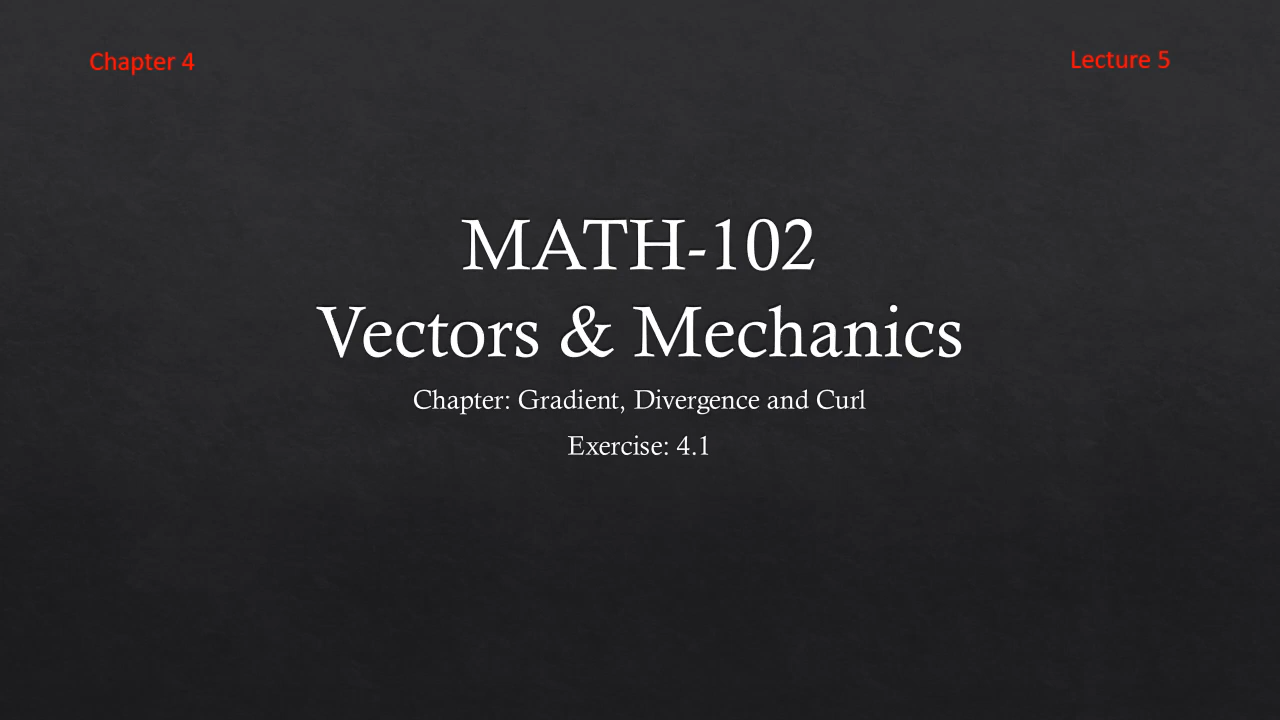 Chapter 4
Lecture 5
MATH-102
Vectors & Mechanics
Chapter: Gradient, Divergence and Curl
Exercise: 4.1